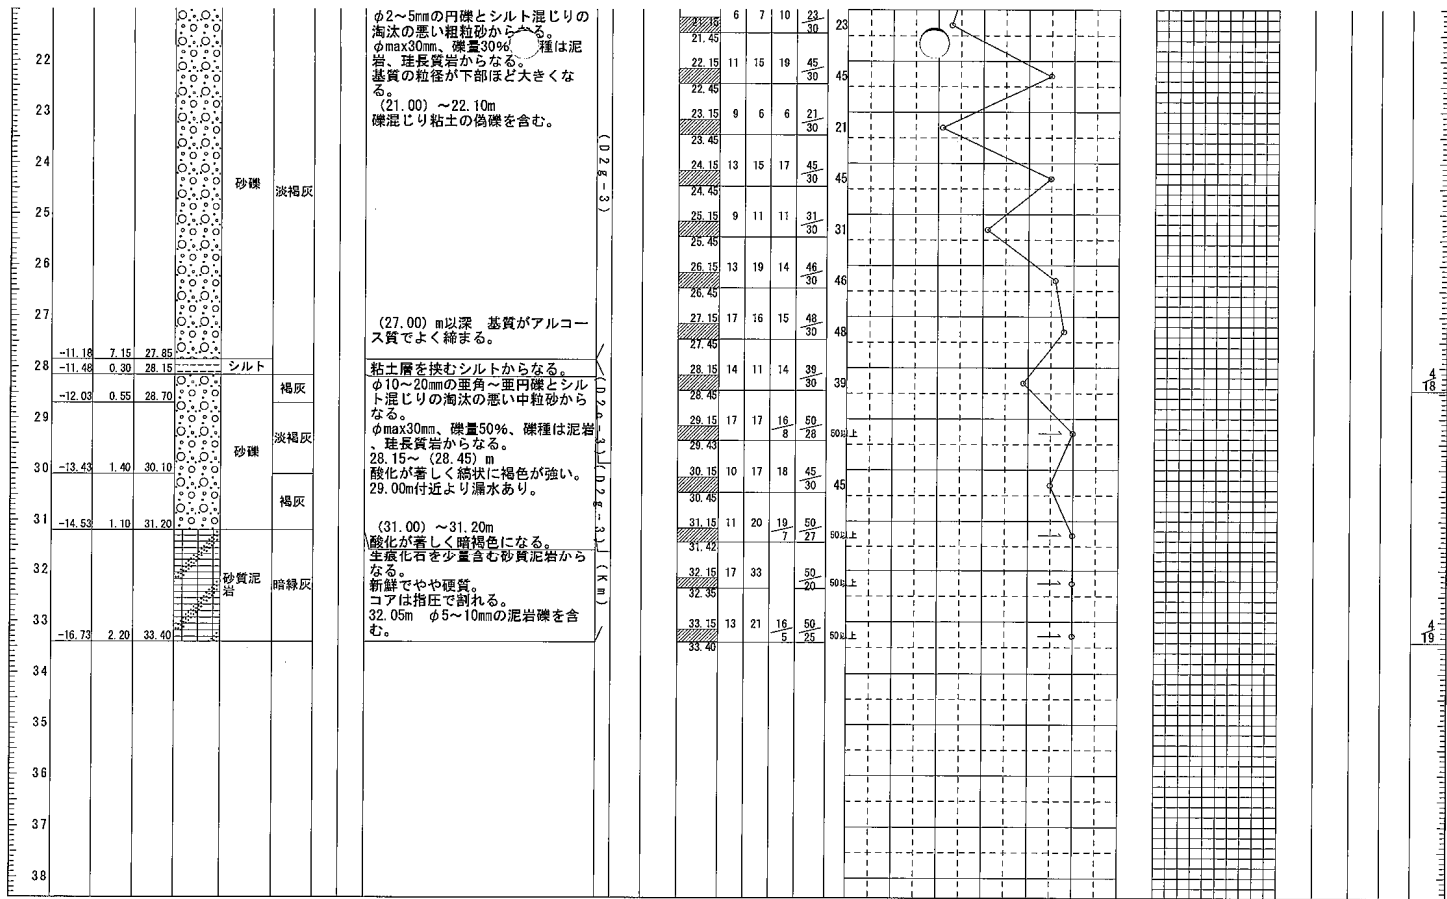 22
23
24
25
26
27
28
29
30
31
32
33
34
35
36
37
38
-11.18 7.15 27.85
-11.48 0.30 28.15
-12.03 0.55 28.70
-13.43 1.40 30.10
-14.53 1.10 31.20
-16.73 2.20 33.40
砂礫
シルト
砂礫
砂質泥
岩
淡褐灰
褐灰
淡褐灰
褐灰
暗緑灰
φ2～5mmの円礫とシルト混じりの
淘汰の悪い粗粒砂から なる。
φmax30mm、礫量30%、 種は泥
岩、珪長質岩からなる。
基質の粒径が下部ほど大きくな
る。
(21.00) ～22.10m
礫混じり粘土の偽礫を含む。
(27.00) m以深 基質がアルコー
ス質でよく締まる。
粘土層を挟むシルトからなる。
φ10～20mmの亜角～亜円礫とシル
ト混じりの淘汰の悪い中粒砂から
なる。
φmax30mm、礫量50%、礫種は泥岩
、珪長質岩からなる。
28.15～ (28.45) m
酸化が著しく縞状に褐色が強い。
29.00m付近より漏水あり。
(31.00) ～31.20m
酸化が著しく暗褐色になる。
生痕化石を少量含む砂質泥岩から
なる。
新鮮でやや硬質。
コアは指圧で割れる。
32.05m φ5～10mmの泥岩礫を含
む。
(D2g-3)
(D2c-3)
(D2g-3)
(Km)
21.15 6 7 10 23/30 23
21.45
22.15 11 15 19 45/30 45
22.45
23.15 9 6 6 21/30 21
23.45
24.15 13 15 17 45/30 45
24.45
25.15 9 11 11 31/30 31
25.45
26.15 13 19 14 46/30 46
26.45
27.15 17 16 15 48/30 48
27.45
28.15 14 11 14 39/30 39
28.45
29.15 17 17 16/8 50/28 50以上
29.43
30.15 10 17 18 45/30 45
30.45
31.15 11 20 19/7 50/27 50以上
31.42
32.15 17 33 50/20 50以上
32.35
33.15 13 21 16/5 50/25 50以上
33.40
4
18
4
19